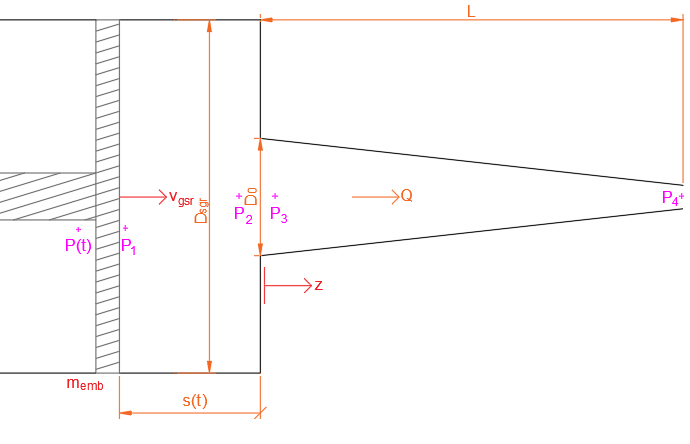 L
v_gsr
D_sgr
D_0
Q
P_2
P_3
P_4
P(t)
P_1
z
m_emb
s(t)